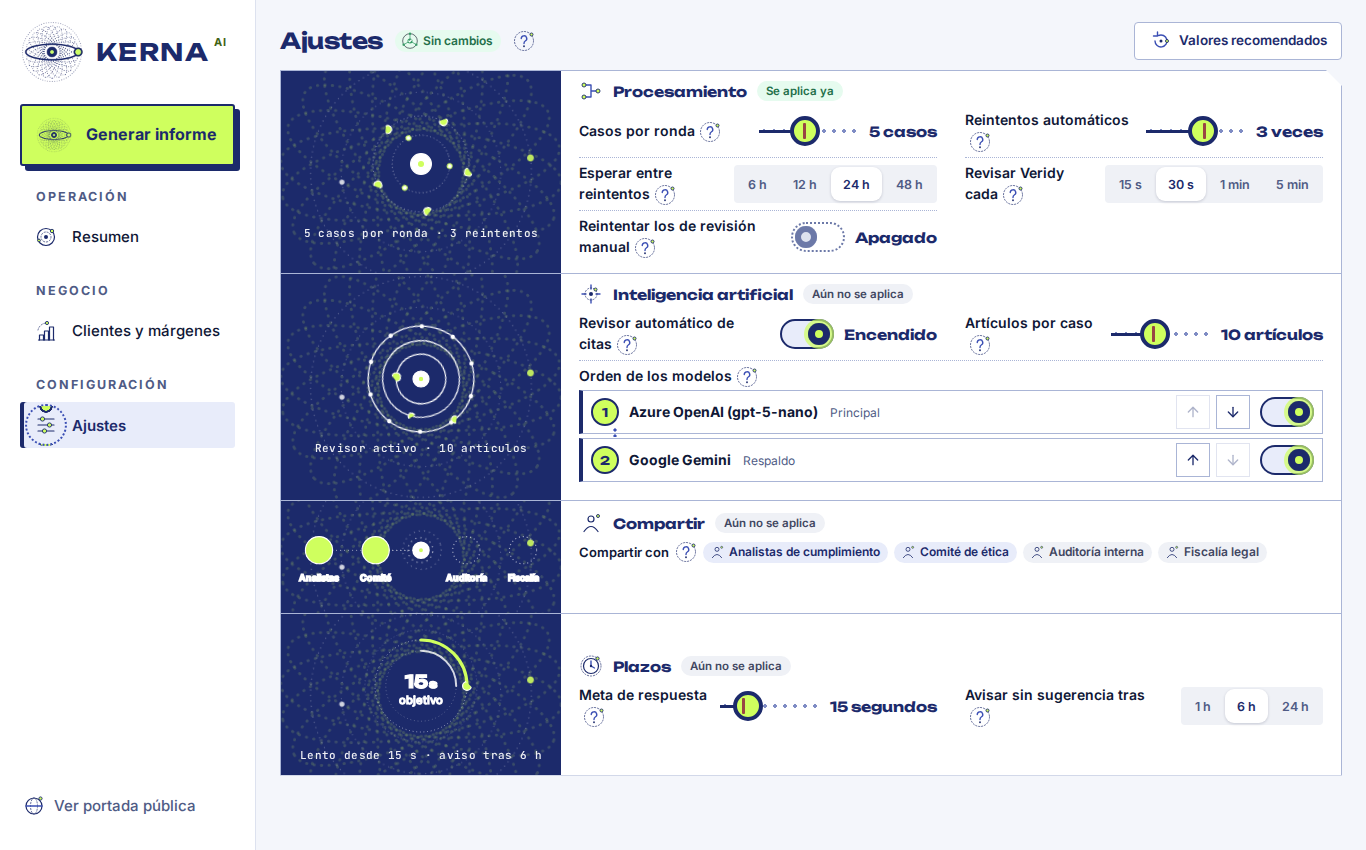 KERNA AI
Generar informe
OPERACIÓN
Resumen
NEGOCIO
Clientes y márgenes
CONFIGURACIÓN
Ajustes
Ver portada pública
Ajustes
Sin cambios
?
Valores recomendados
5 casos por ronda · 3 reintentos
Procesamiento
Se aplica ya
Casos por ronda ?
5 casos
Reintentos automáticos
?
3 veces
Esperar entre
reintentos ?
6 h 12 h 24 h 48 h
Revisar Veridy
cada ?
15 s 30 s 1 min 5 min
Reintentar los de revisión
manual ?
Apagado
Revisor activo · 10 artículos
Inteligencia artificial
Aún no se aplica
Revisor automático de
citas ?
Encendido
Artículos por caso
?
10 artículos
Orden de los modelos ?
1 Azure OpenAI (gpt-5-nano) Principal
2 Google Gemini Respaldo
Analistas Comité Auditoría Fiscalía
Compartir
Aún no se aplica
Compartir con ? Analistas de cumplimiento Comité de ética Auditoría interna Fiscalía legal
15s
objetivo
Lento desde 15 s · aviso tras 6 h
Plazos
Aún no se aplica
Meta de respuesta
?
15 segundos
Avisar sin sugerencia tras
?
1 h 6 h 24 h